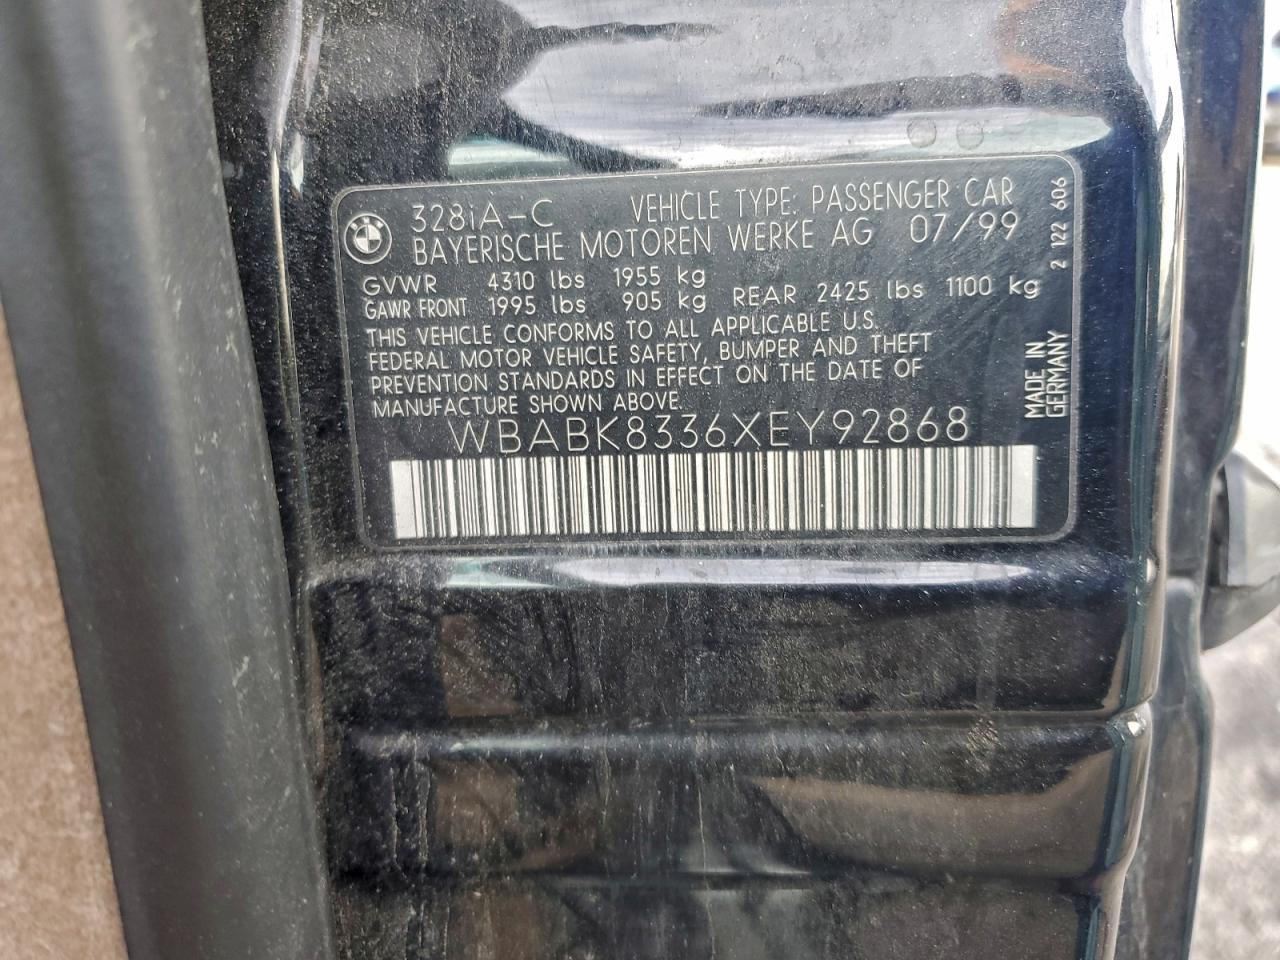 328iA-C VEHICLE TYPE: PASSENGER CAR
BAYERISCHE MOTOREN WERKE AG 07/99
GVWR 4310 lbs 1955 kg
GAWR FRONT 1995 lbs 905 kg REAR 2425 lbs 1100 kg
THIS VEHICLE CONFORMS TO ALL APPLICABLE U.S.
FEDERAL MOTOR VEHICLE SAFETY, BUMPER AND THEFT
PREVENTION STANDARDS IN EFFECT ON THE DATE OF
MANUFACTURE SHOWN ABOVE.
WBABK8336XEY92868
2 122 606
MADE IN
GERMANY